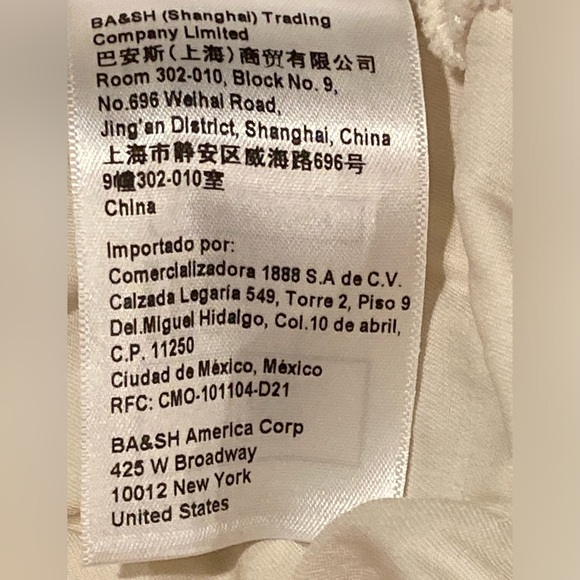 BA&SH (Shanghai) Trading
Company Limited
巴安斯(上海)商贸有限公司
Room 302-010, Block No. 9,
No.696 Weihai Road,
Jing'an District, Shanghai, China
上海市静安区威海路696号
9幢302-010室
China
Importado por:
Comercializadora 1888 S.A de C.V.
Calzada Legaría 549, Torre 2, Piso 9
Del.Miguel Hidalgo, Col.10 de abril,
C.P. 11250
Ciudad de México, México
RFC: CMO-101104-D21
BA&SH America Corp
425 W Broadway
10012 New York
United States